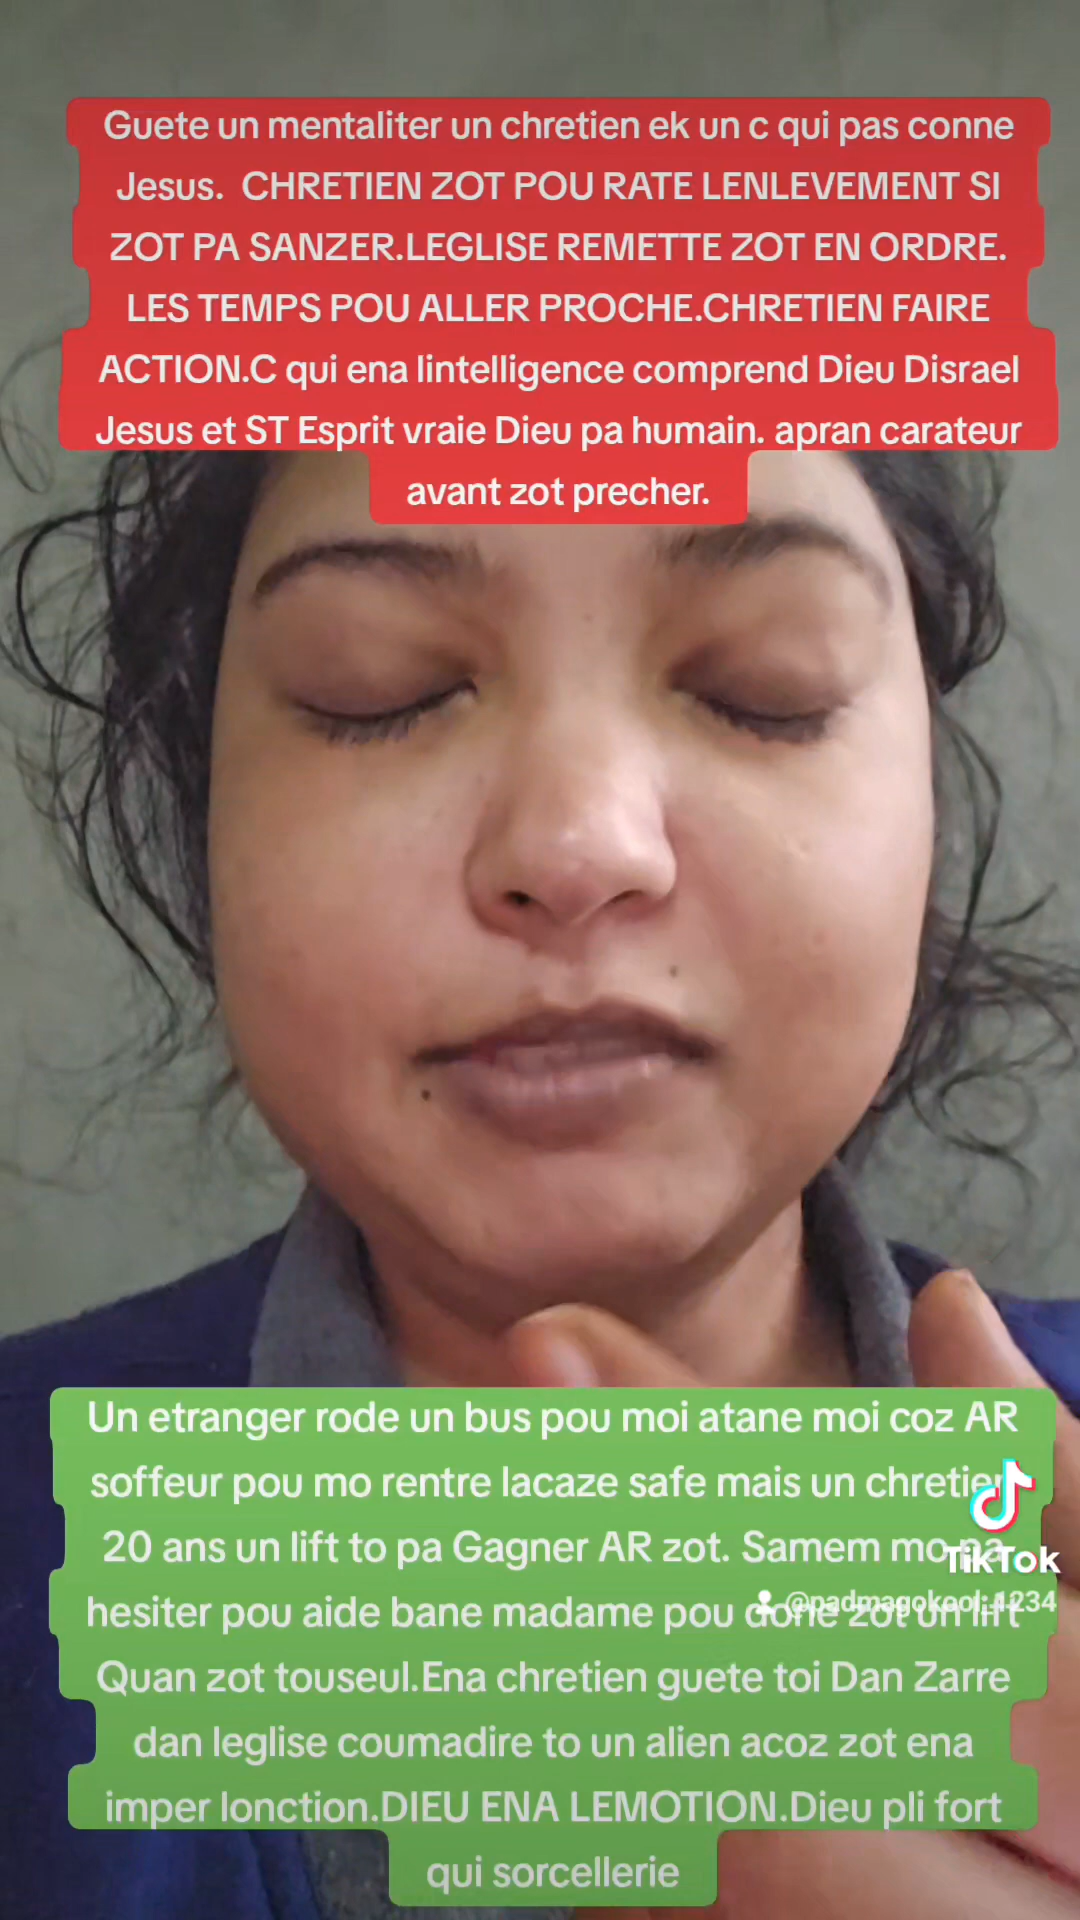 Guete un mentaliter un chretien ek un c qui pas conne
Jesus. CHRETIEN ZOT POU RATE LENLEVEMENT SI
ZOT PA SANZER.LEGLISE REMETTE ZOT EN ORDRE.
LES TEMPS POU ALLER PROCHE.CHRETIEN FAIRE
ACTION.C qui ena lintelligence comprend Dieu Disrael
Jesus et ST Esprit vraie Dieu pa humain. apran carateur
avant zot precher.
Un etranger rode un bus pou moi atane moi coz AR
soffeur pou mo rentre lacaze safe mais un chretien
20 ans un lift to pa Gagner AR zot. Samem mo pa
TikTok
hesiter pou aide bane madame pou done zot un lift
@padmagokool_1234
Quan zot touseul.Ena chretien guete toi Dan Zarre
dan leglise coumadire to un alien acoz zot ena
imper lonction.DIEU ENA LEMOTION.Dieu pli fort
qui sorcellerie